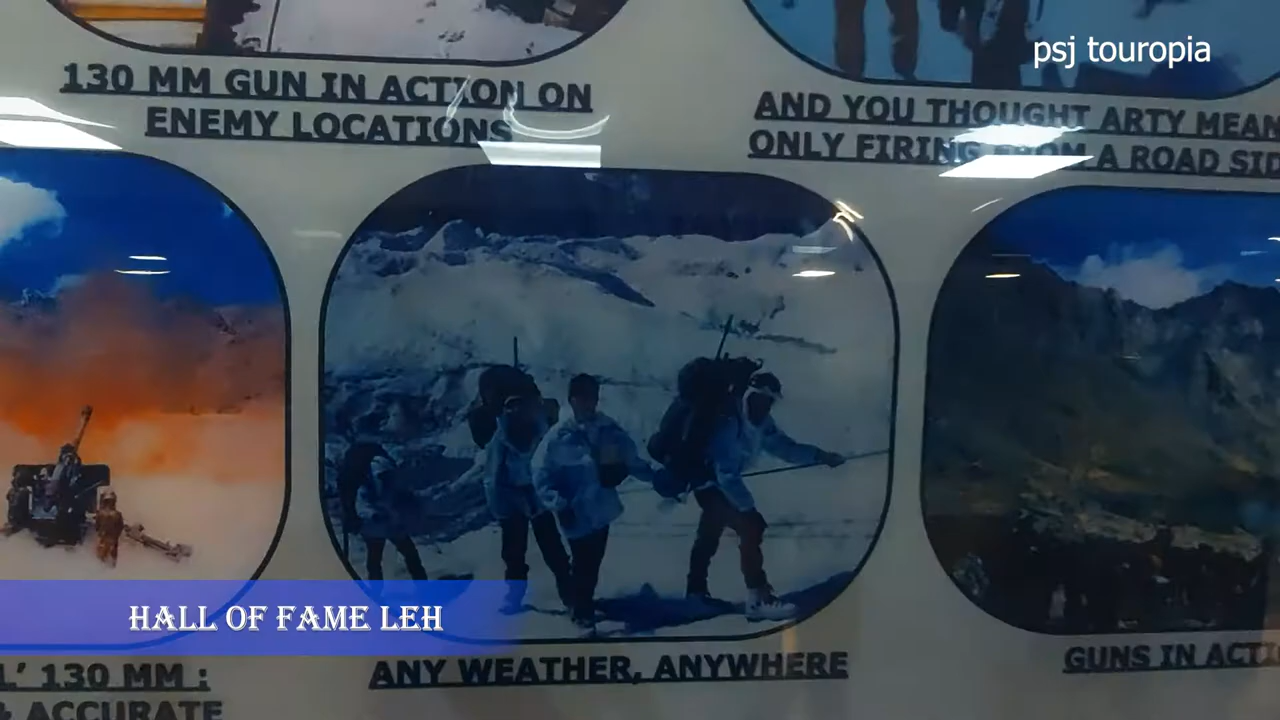 psj touropia
130 MM GUN IN ACTION ON
ENEMY LOCATIONS
AND YOU THOUGHT ARTY MEAN
ONLY FIRING FROM A ROAD SID
HALL OF FAME LEH
L' 130 MM :
& ACCURATE
ANY WEATHER, ANYWHERE
GUNS IN ACTI